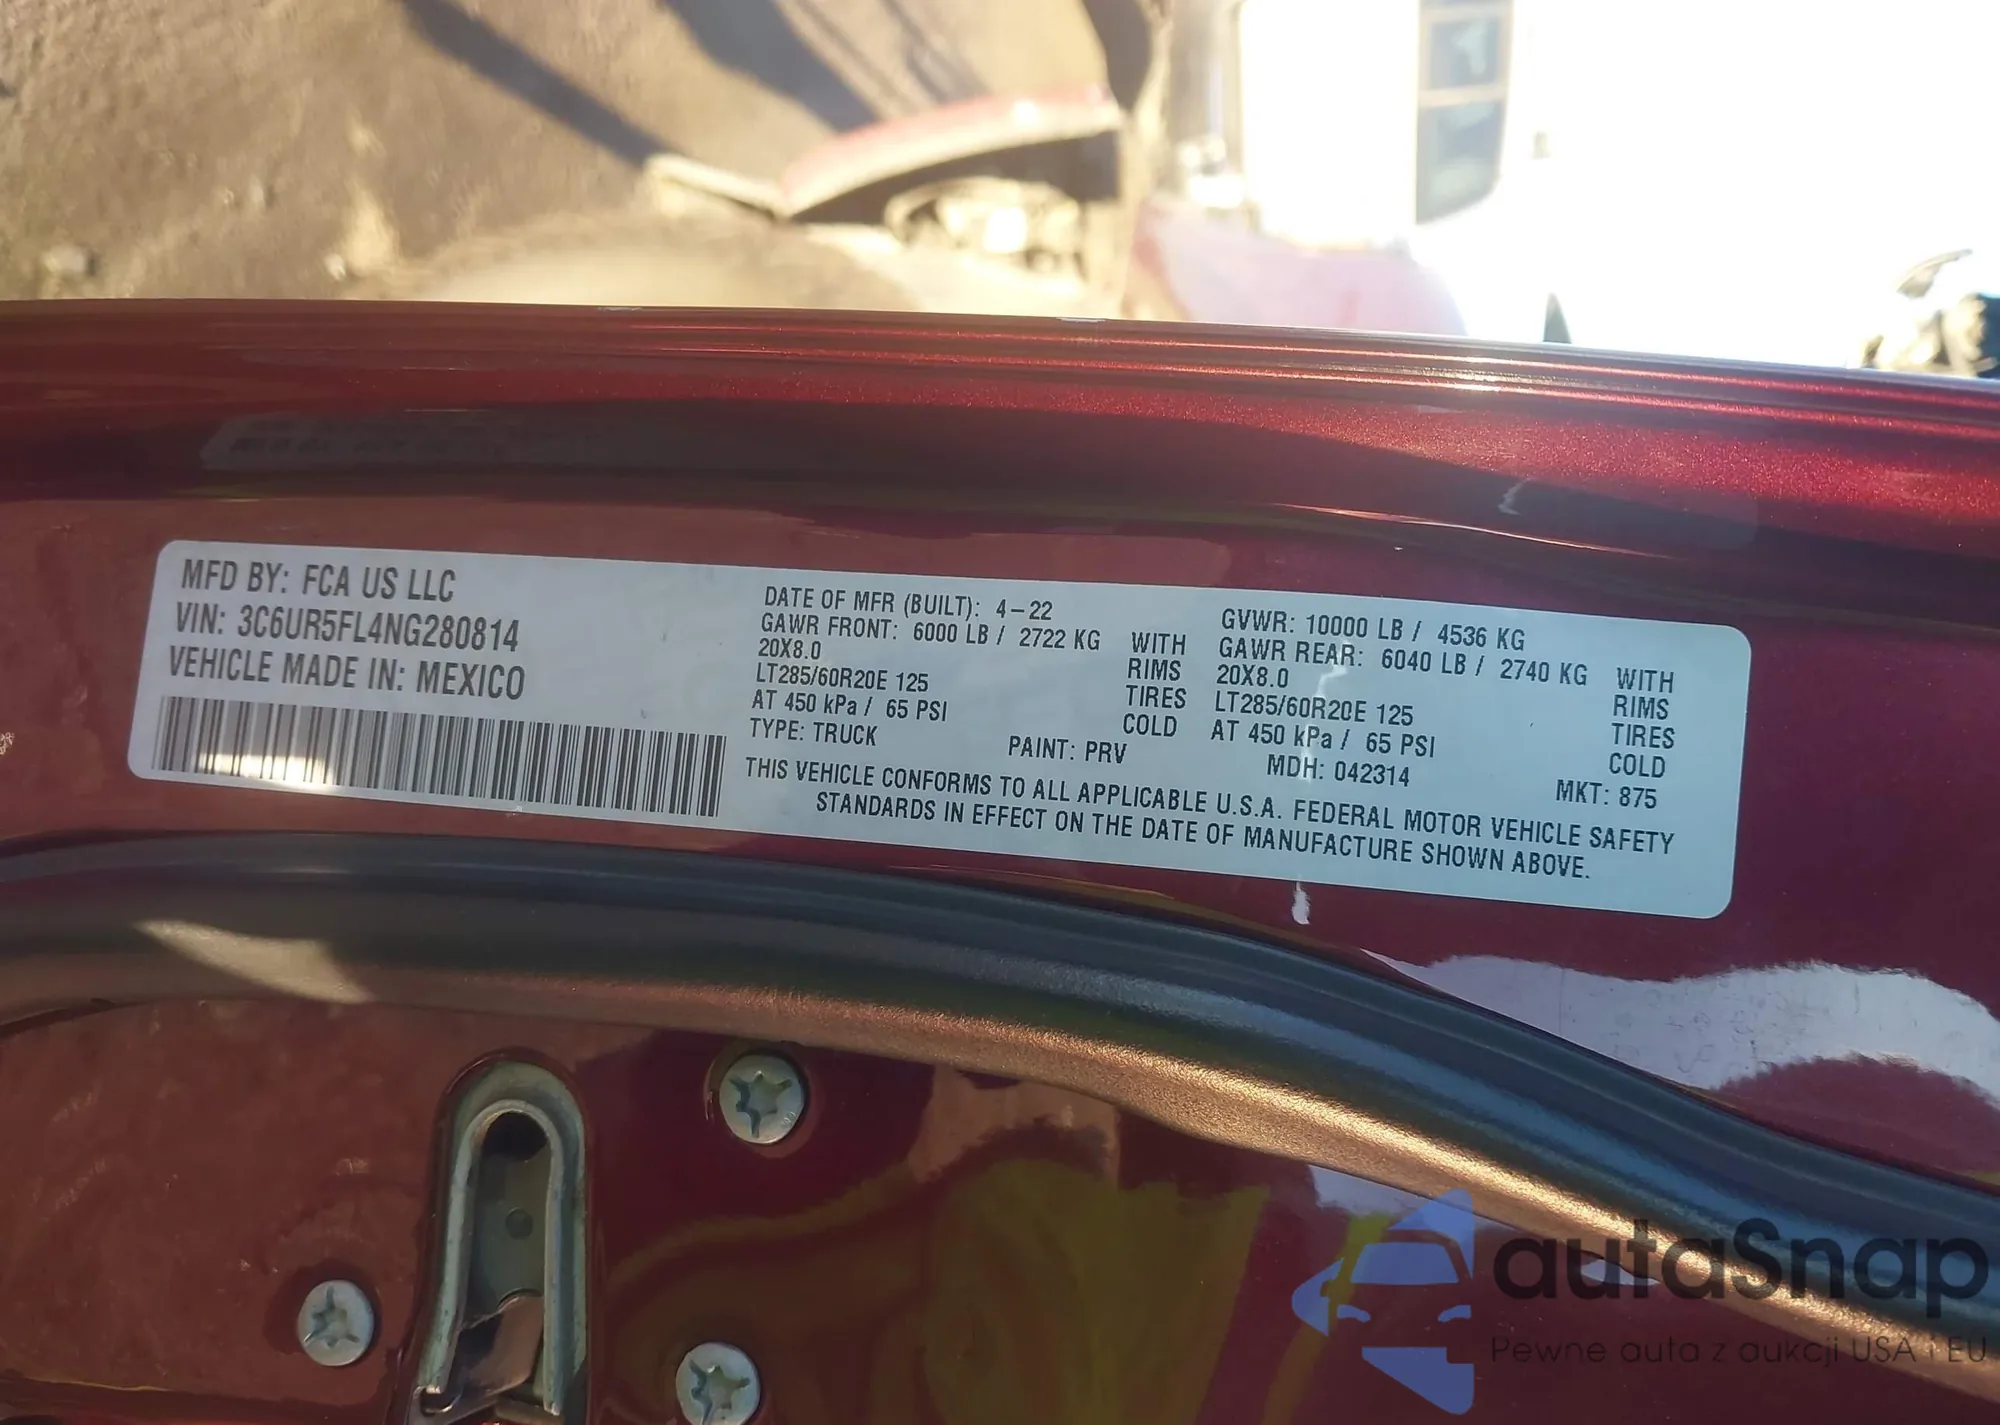 MFD BY: FCA US LLC
VIN: 3C6UR5FL4NG280814
VEHICLE MADE IN: MEXICO
DATE OF MFR (BUILT): 4-22
GAWR FRONT: 6000 LB / 2722 KG WITH
20X8.0 RIMS
LT285/60R20E 125 TIRES
AT 450 kPa / 65 PSI COLD
TYPE: TRUCK PAINT: PRV
GVWR: 10000 LB / 4536 KG
GAWR REAR: 6040 LB / 2740 KG WITH
20X8.0 RIMS
LT285/60R20E 125 TIRES
AT 450 kPa / 65 PSI COLD
MDH: 042314 MKT: 875
THIS VEHICLE CONFORMS TO ALL APPLICABLE U.S.A. FEDERAL MOTOR VEHICLE SAFETY
STANDARDS IN EFFECT ON THE DATE OF MANUFACTURE SHOWN ABOVE.
autaSnap
Pewne auta z aukcji USA i EU